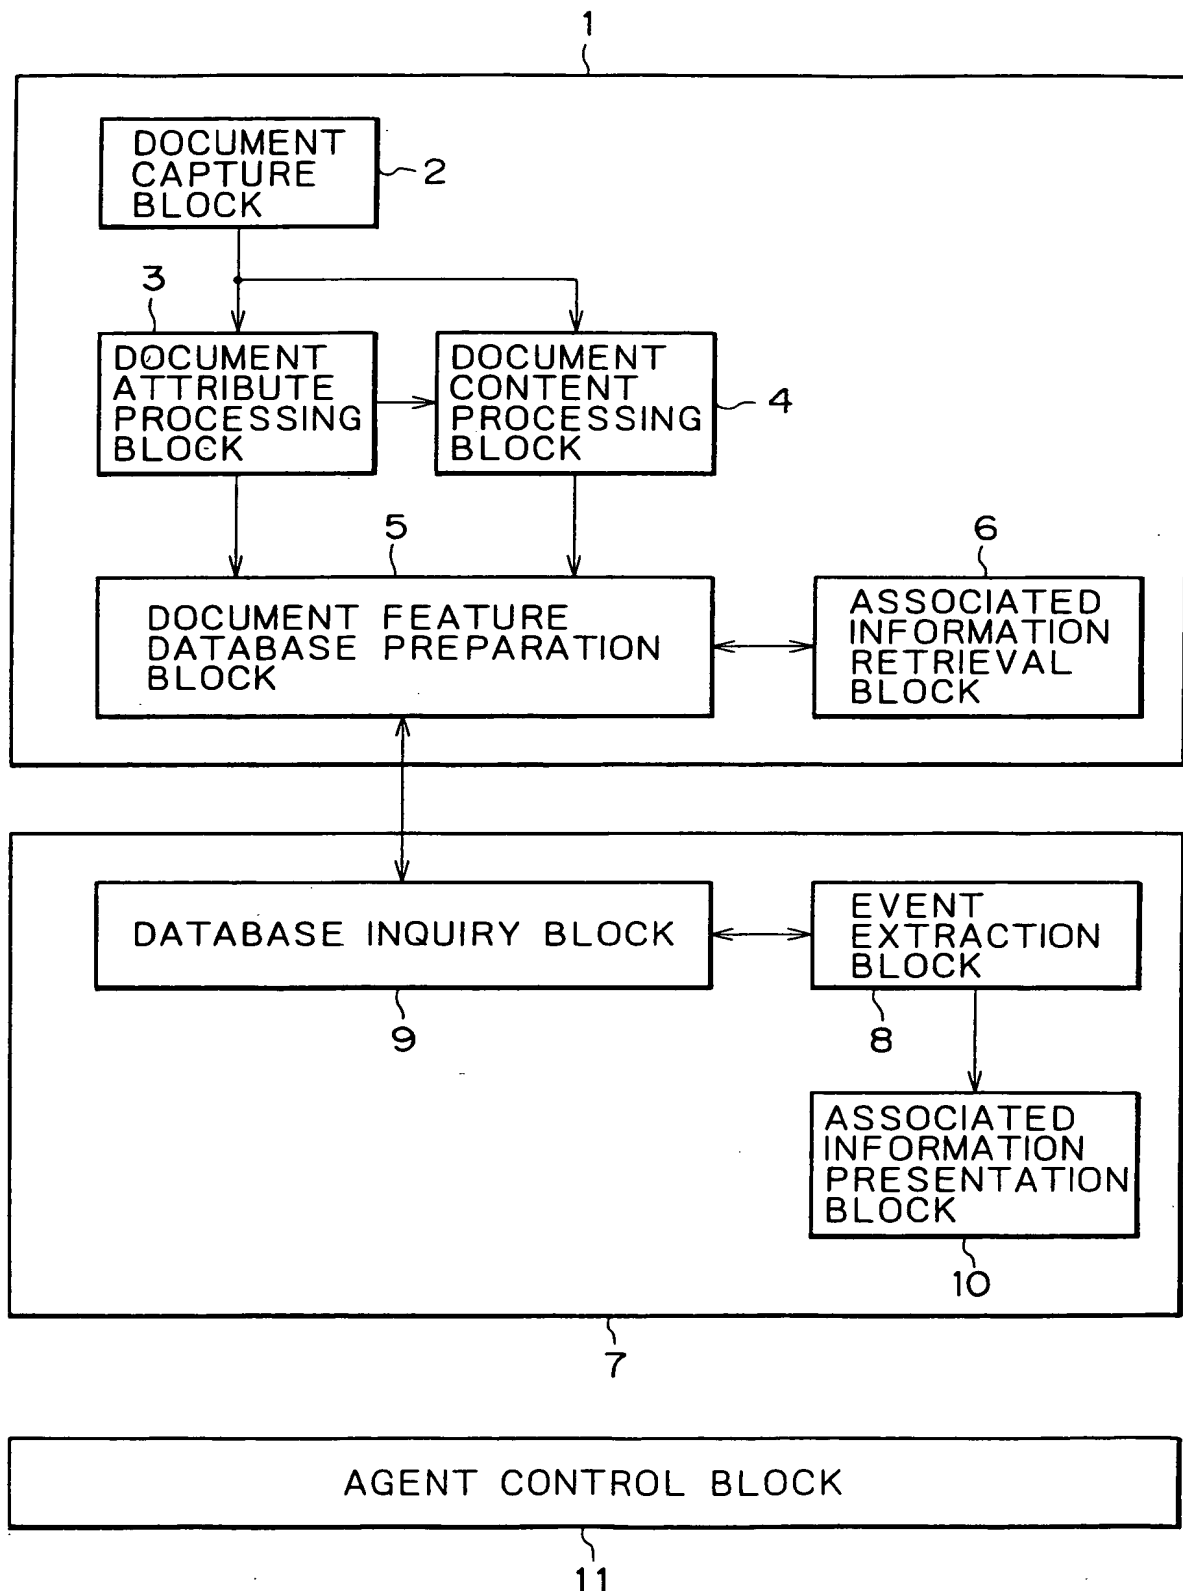 1
DOCUMENT
CAPTURE
BLOCK
2
3
DOCUMENT
ATTRIBUTE
PROCESSING
BLOCK
DOCUMENT
CONTENT
PROCESSING
BLOCK
4
5
DOCUMENT FEATURE
DATABASE PREPARATION
BLOCK
6
ASSOCIATED
INFORMATION
RETRIEVAL
BLOCK
DATABASE INQUIRY BLOCK
9
EVENT
EXTRACTION
BLOCK
8
ASSOCIATED
INFORMATION
PRESENTATION
BLOCK
10
7
AGENT CONTROL BLOCK
11